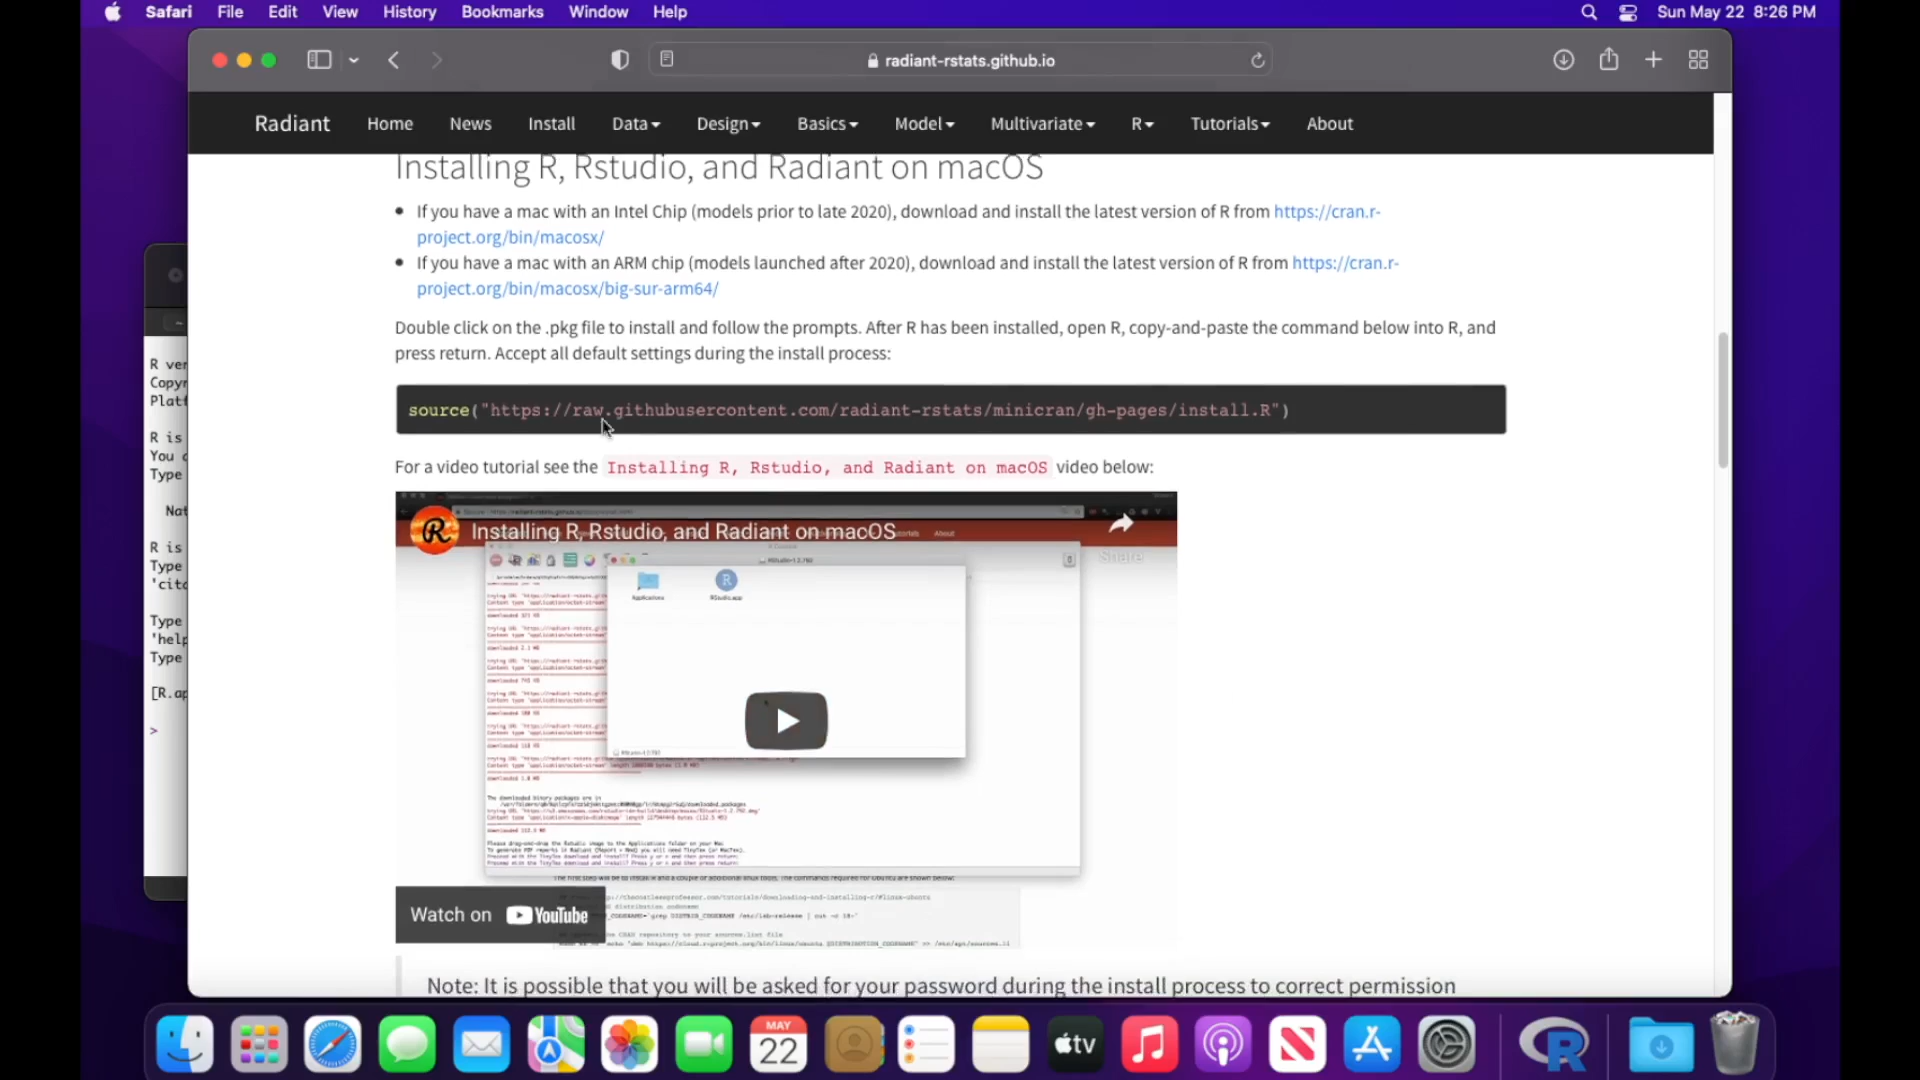 Safari File Edit View History Bookmarks Window Help
Sun May 22 8:26 PM
radiant-rstats.github.io
Radiant Home News Install Data Design Basics Model Multivariate R Tutorials About
Installing R, Rstudio, and Radiant on macOS
If you have a mac with an Intel Chip (models prior to late 2020), download and install the latest version of R from https://cran.r-
project.org/bin/macosx/
If you have a mac with an ARM chip (models launched after 2020), download and install the latest version of R from https://cran.r-
project.org/bin/macosx/big-sur-arm64/
Double click on the .pkg file to install and follow the prompts. After R has been installed, open R, copy-and-paste the command below into R, and
press return. Accept all default settings during the install process:
source("https://raw.githubusercontent.com/radiant-rstats/minicran/gh-pages/install.R")
For a video tutorial see the Installing R, Rstudio, and Radiant on macOS video below:
Installing R, Rstudio, and Radiant on macOS
Share
About
Applications
RStudio.app
Watch on YouTube
Note: It is possible that you will be asked for your password during the install process to correct permission
R ver
Copyr
Platf
R is
You c
Type
Nat
R is
Type
'cita
Type
'help
Type
[R.ap
>
MAY
22
tv
R